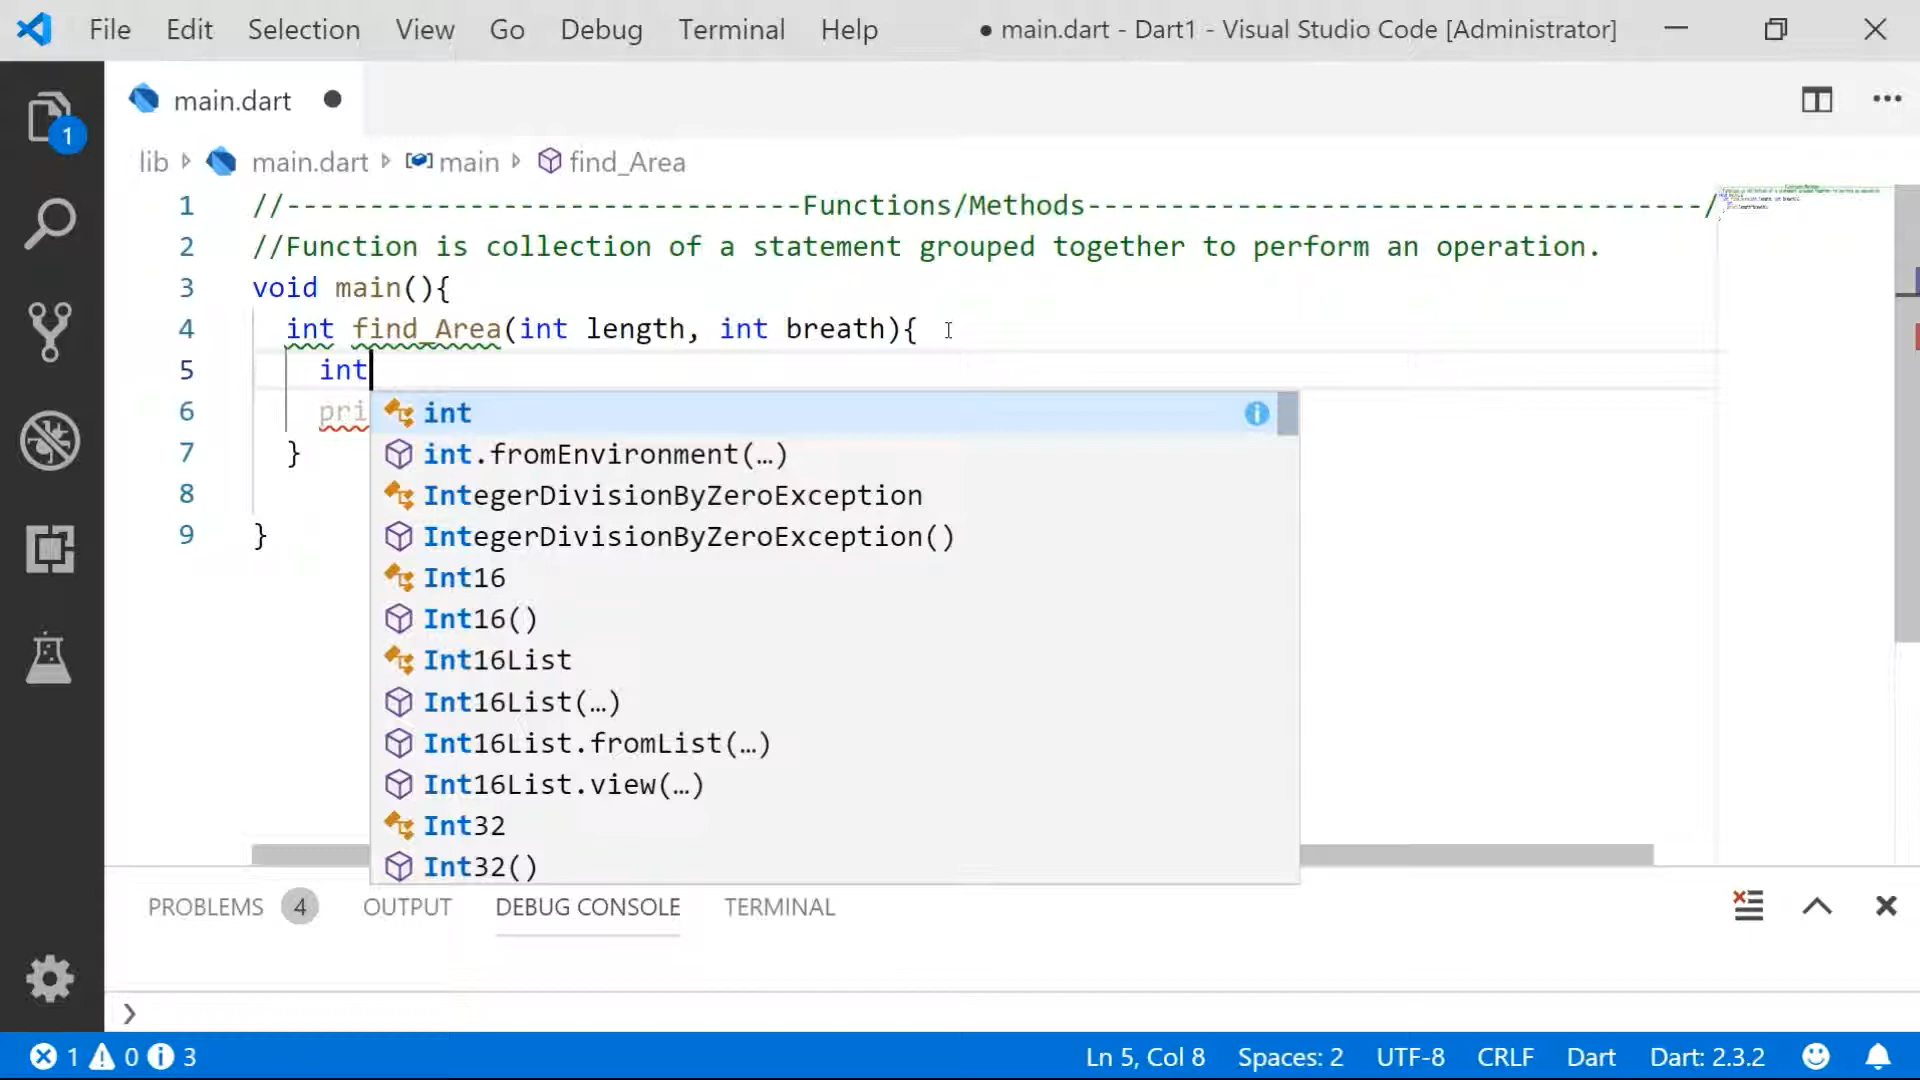 File Edit Selection View Go Debug Terminal Help ● main.dart - Dart1 - Visual Studio Code [Administrator]
1
main.dart ●
lib main.dart main find_Area
1 //-------------------------------Functions/Methods-------------------------------------/
2 //Function is collection of a statement grouped together to perform an operation.
3 void main(){
4 int find_Area(int length, int breath){
5 int
6 pri
7 }
8
9 }
int
int.fromEnvironment(…)
IntegerDivisionByZeroException
IntegerDivisionByZeroException()
Int16
Int16()
Int16List
Int16List(…)
Int16List.fromList(…)
Int16List.view(…)
Int32
Int32()
PROBLEMS 4 OUTPUT DEBUG CONSOLE TERMINAL
1 0 3 Ln 5, Col 8 Spaces: 2 UTF-8 CRLF Dart Dart: 2.3.2